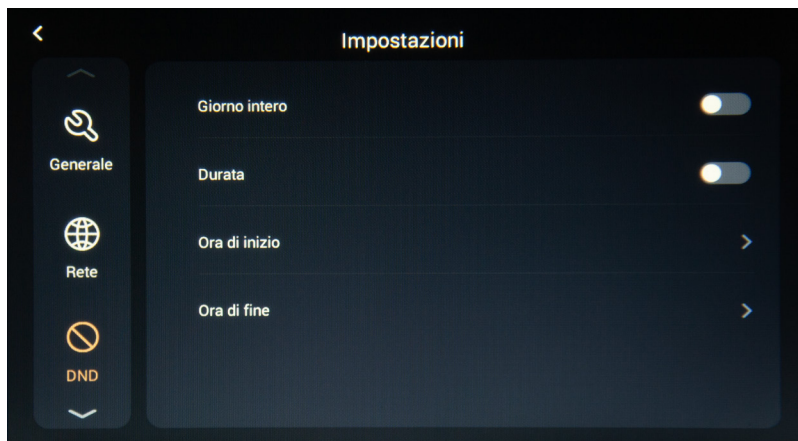 Impostazioni
Generale
Rete
DND
Giorno intero
Durata
Ora di inizio
Ora di fine